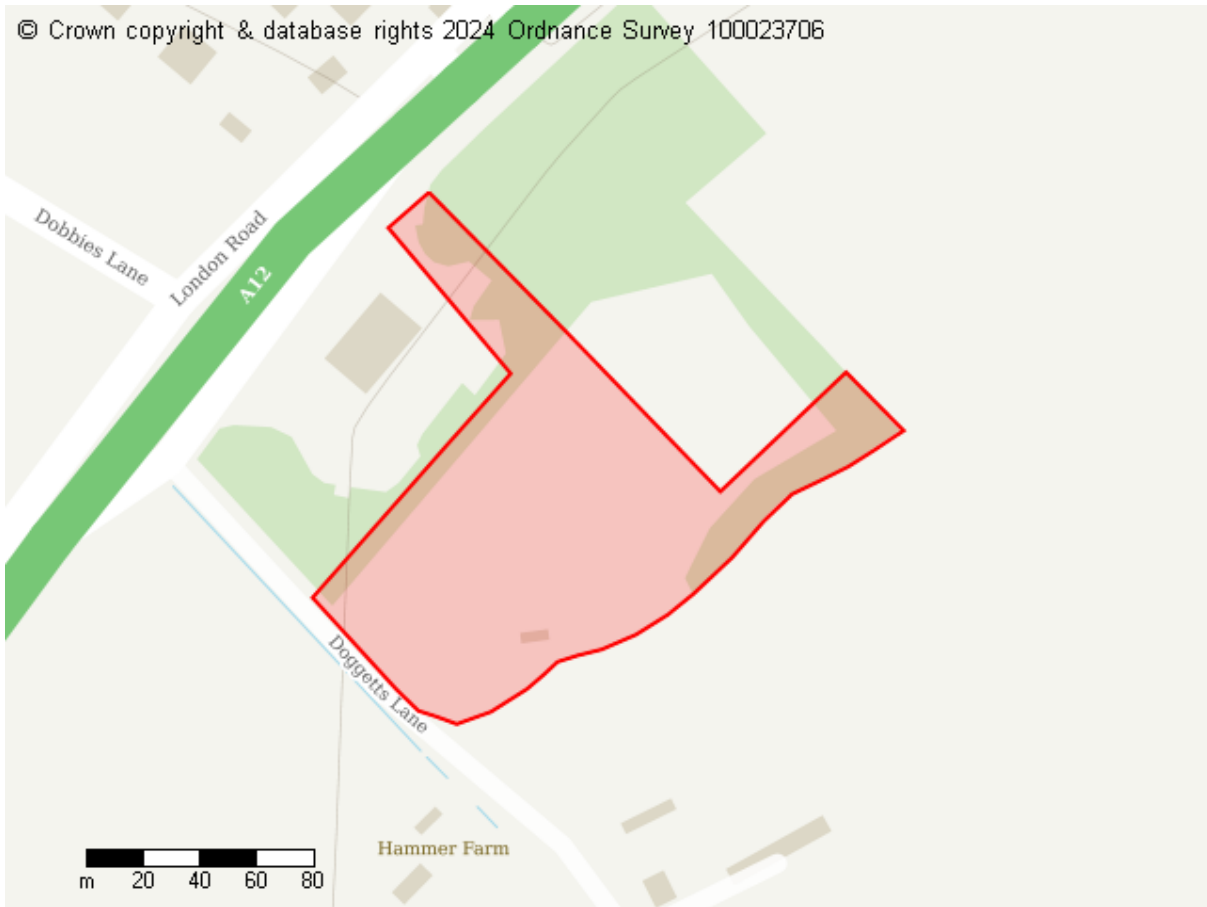 © Crown copyright & database rights 2024 Ordnance Survey 100023706
Dobbies Lane
London Road
A12
Doggetts Lane
Hammer Farm
m 20 40 60 80